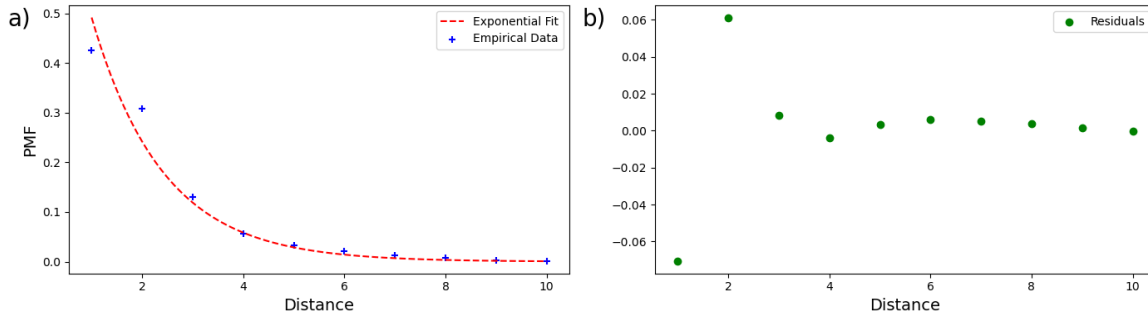 a)
0.5
0.4
0.3
0.2
0.1
0.0
PMF
2
4
6
8
10
Distance
Exponential Fit
Empirical Data
b)
0.06
0.04
0.02
0.00
−0.02
−0.04
−0.06
2
4
6
8
10
Distance
Residuals